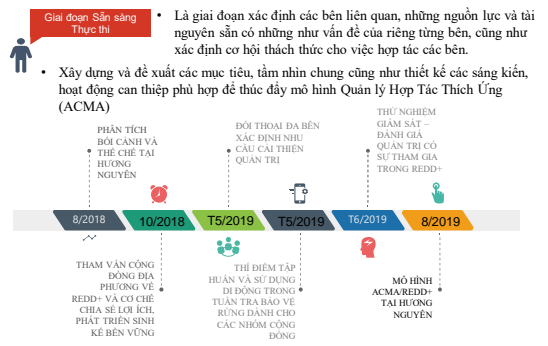 Giai đoạn Sẵn sàng
Thực thi
• Là giai đoạn xác định các bên liên quan, những nguồn lực và tài
nguyên sẵn có những như vấn đề của riêng từng bên, cũng như
xác định cơ hội thách thức cho việc hợp tác các bên.
• Xây dựng và đề xuất các mục tiêu, tầm nhìn chung cũng như thiết kế các sáng kiến,
hoạt động can thiệp phù hợp để thúc đẩy mô hình Quản lý Hợp Tác Thích Ứng
(ACMA)
PHÂN TÍCH
BỐI CẢNH VÀ
THỂ CHẾ TẠI
HƯƠNG
NGUYÊN
ĐỐI THOẠI ĐA BÊN
XÁC ĐỊNH NHU
CẦU CẢI THIỆN
QUẢN TRỊ
THỬ NGHIỆM
GIÁM SÁT –
ĐÁNH GIÁ
QUẢN TRỊ CÓ
SỰ THAM GIA
TRONG REDD+
8/2018
10/2018
T5/2019
T5/2019
T6/2019
8/2019
THAM VẤN CỘNG
ĐỒNG ĐỊA
PHƯƠNG VỀ
REDD+ VÀ CƠ CHẾ
CHIA SẺ LỢI ÍCH,
PHÁT TRIỂN SINH
KẾ BỀN VỮNG
THÍ ĐIỂM TẬP
HUẤN VÀ SỬ DỤNG
DI ĐỘNG TRONG
TUẦN TRA BẢO VỆ
RỪNG DÀNH CHO
CÁC NHÓM CỘNG
ĐỒNG
MÔ HÌNH
ACMA/REDD+
TẠI HƯƠNG
NGUYÊN